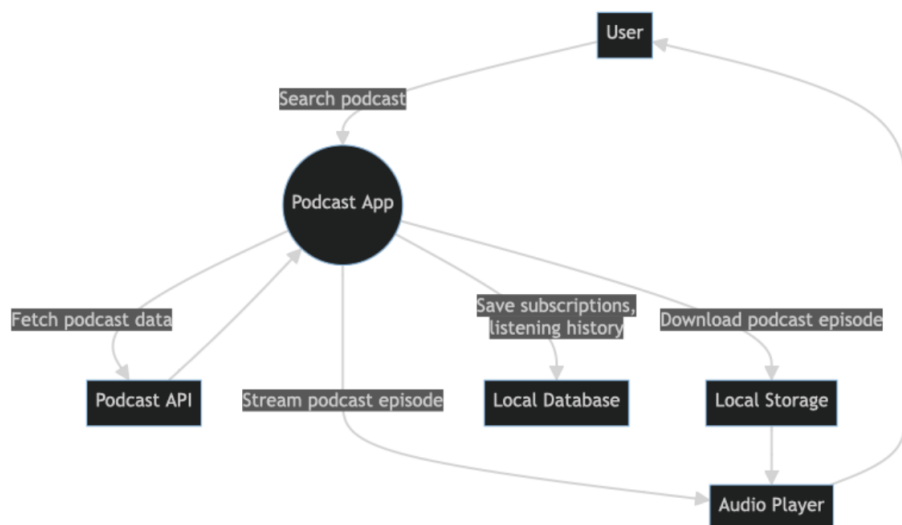 User
Search podcast
Podcast App
Fetch podcast data
Save subscriptions,
listening history
Download podcast episode
Podcast API
Stream podcast episode
Local Database
Local Storage
Audio Player